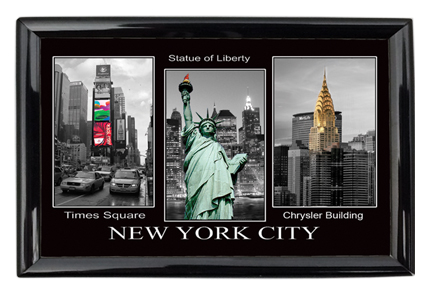 Statue of Liberty
Times Square
Chrysler Building
NEW YORK CITY